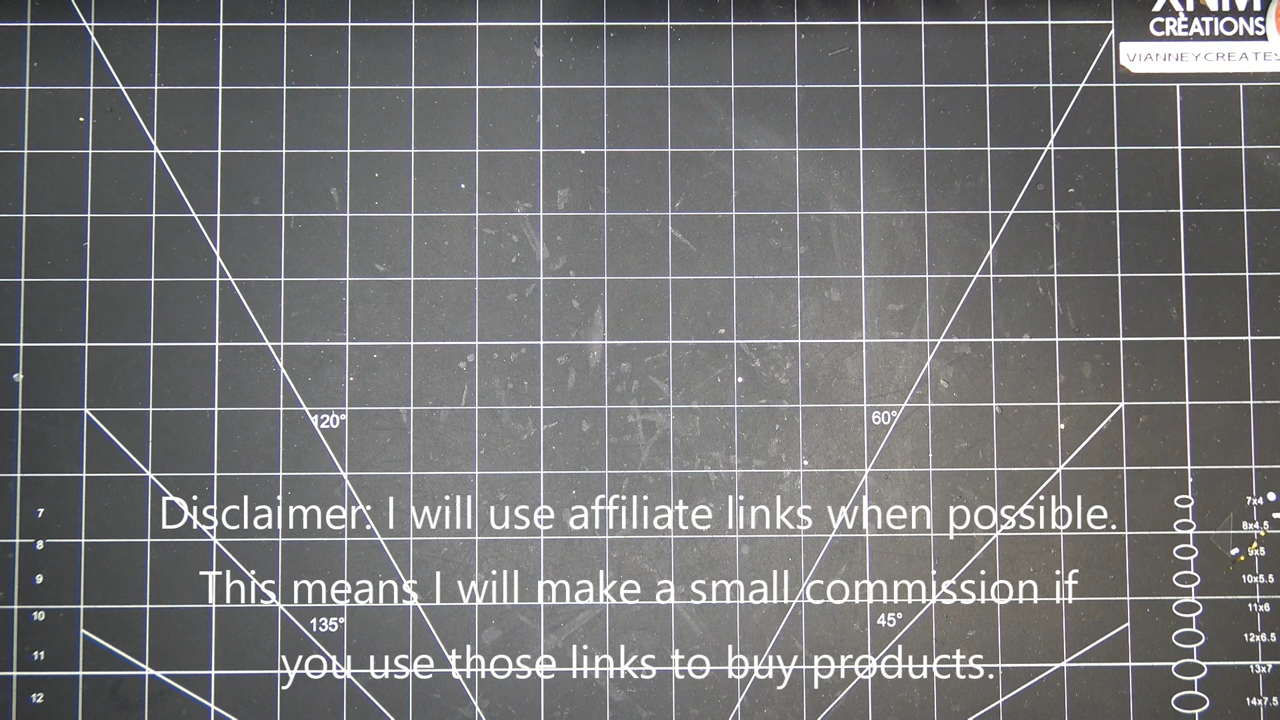 XNM
CREATIONS
VIANNEYCREATES
120°
60°
7
7x4
Disclaimer: I will use affiliate links when possible.
8x4.5
8
9x5
9
10x5.5
This means I will make a small commission if
10
11x6
135°
45°
12x6.5
11
you use those links to buy products.
13x7
12
14x7.5